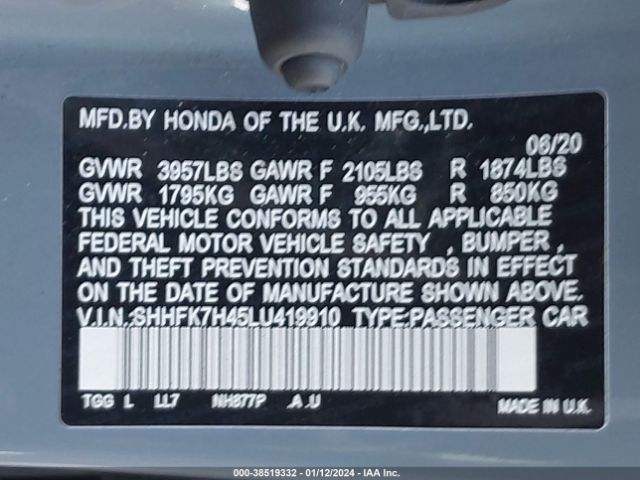 MFD.BY HONDA OF THE U.K. MFG.,LTD.
06/20
GVWR 3957LBS GAWR F 2105LBS R 1874LBS
GVWR 1795KG GAWR F 955KG R 850KG
THIS VEHICLE CONFORMS TO ALL APPLICABLE
FEDERAL MOTOR VEHICLE SAFETY , BUMPER ,
AND THEFT PREVENTION STANDARDS IN EFFECT
ON THE DATE OF MANUFACTURE SHOWN ABOVE.
V.I.N.:SHHFK7H45LU419910 TYPE:PASSENGER CAR
TGG L LL7 NH877P .A .U
MADE IN U.K.
000-38519332 - 01/12/2024 - IAA Inc.